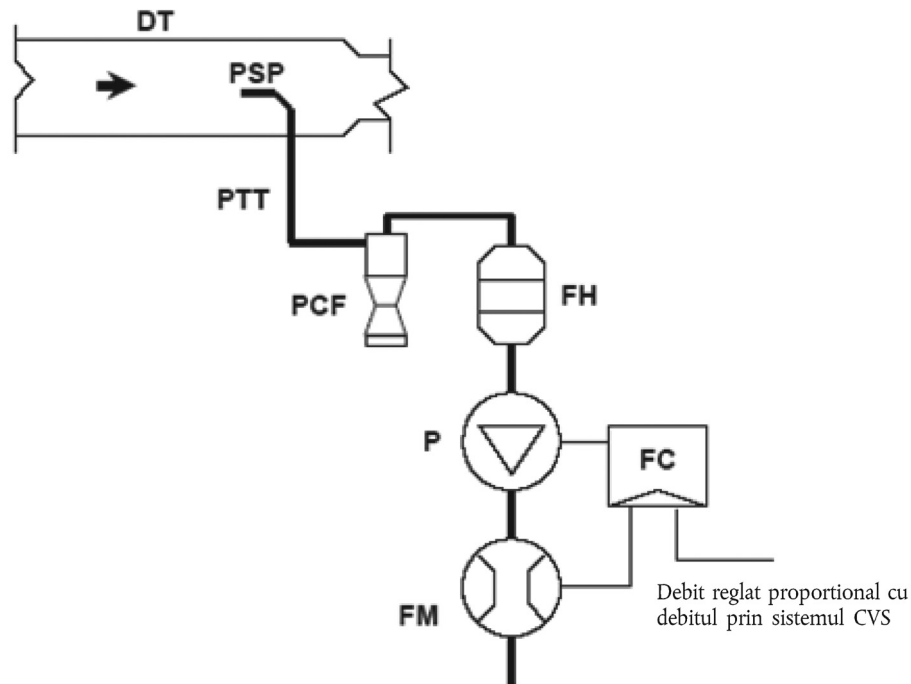 DT
PSP
PTT
PCF
FH
P
FC
FM
Debit reglat proportional cu
debitul prin sistemul CVS